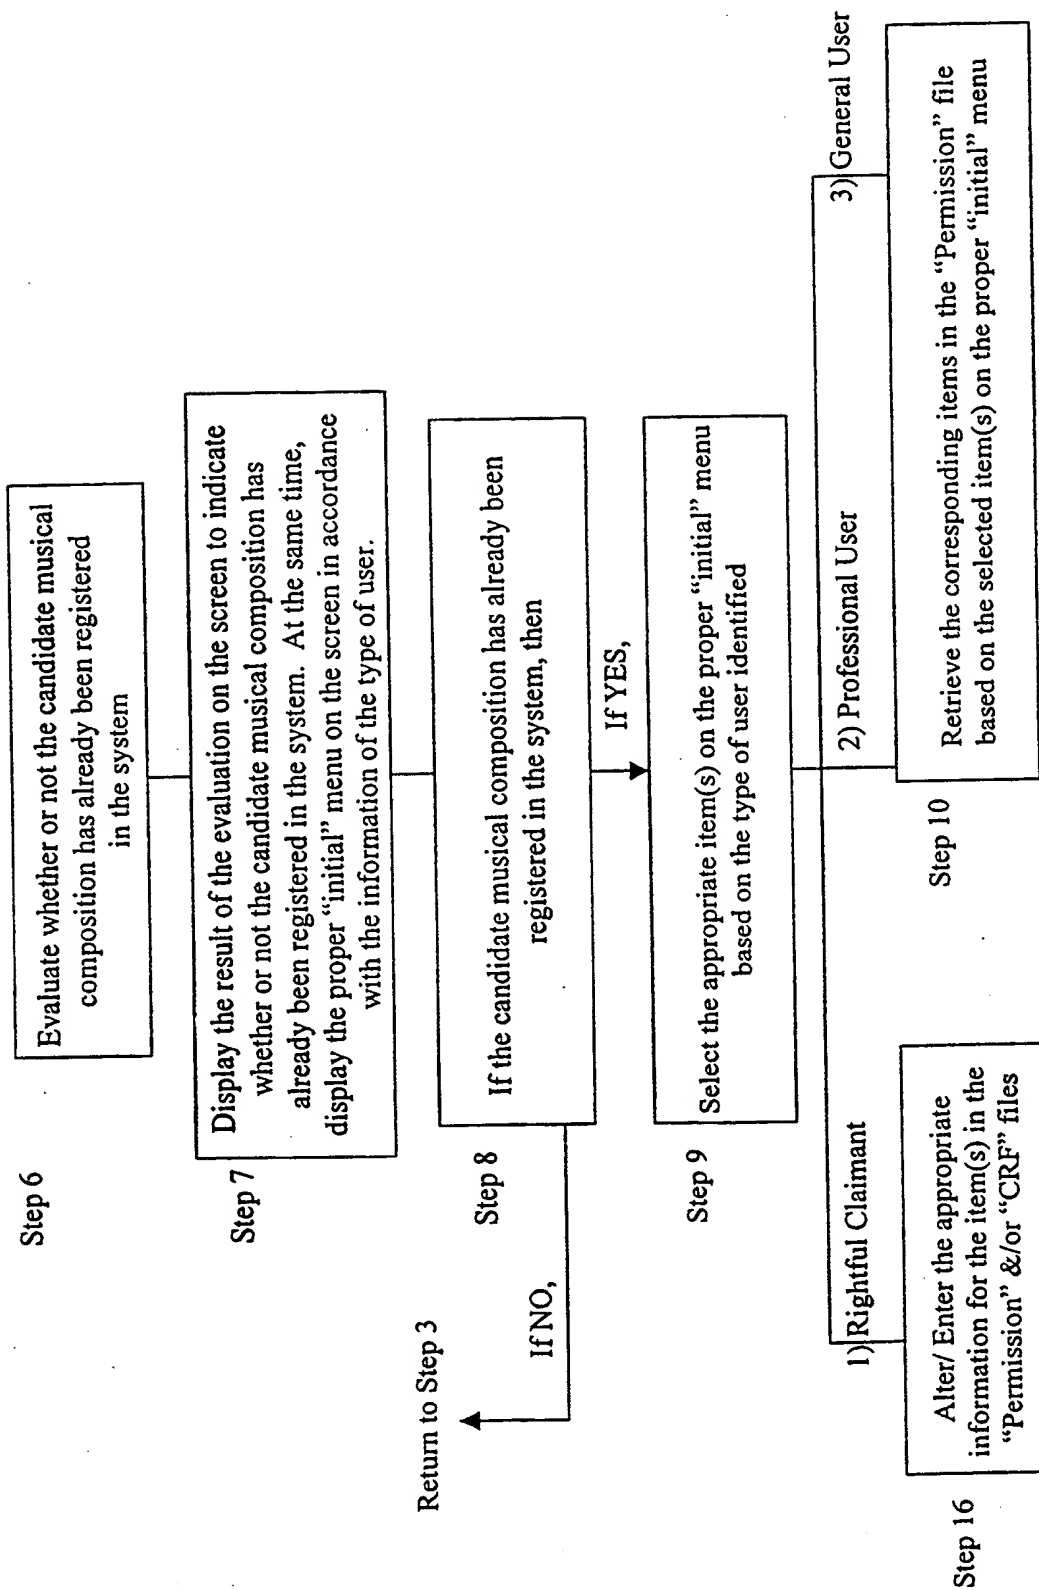 Step 6
Evaluate whether or not the candidate musical
composition has already been registered
in the system
Step 7
Display the result of the evaluation on the screen to indicate
whether or not the candidate musical composition has
already been registered in the system. At the same time,
display the proper “initial” menu on the screen in accordance
with the information of the type of user.
Step 8
If the candidate musical composition has already been
registered in the system, then
If NO,
Return to Step 3
If YES,
Step 9
Select the appropriate item(s) on the proper “initial” menu
based on the type of user identified
1) Rightful Claimant
2) Professional User
3) General User
Step 16
Alter/ Enter the appropriate
information for the item(s) in the
“Permission” &/or “CRF” files
Step 10
Retrieve the corresponding items in the “Permission” file
based on the selected item(s) on the proper “initial” menu